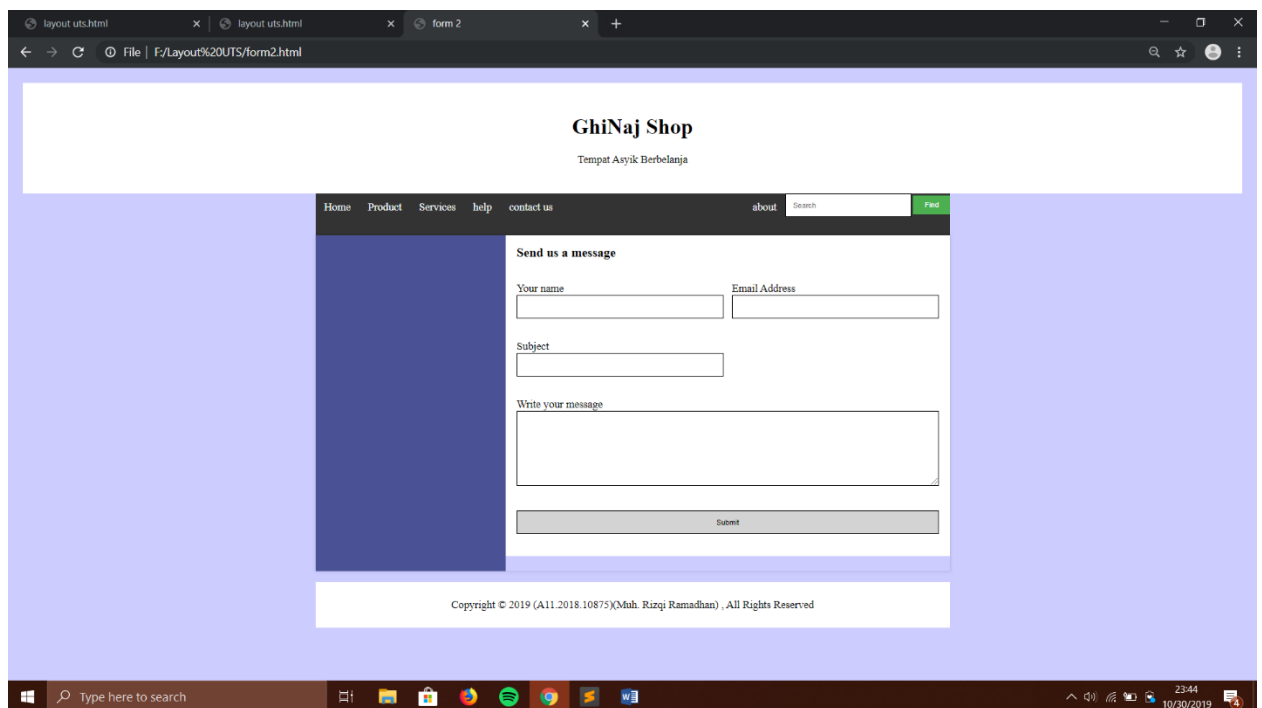 layout uts.html
layout uts.html
form 2
File | F:/Layout%20UTS/form2.html
GhiNaj Shop
Tempat Asyik Berbelanja
Home Product Services help contact us about Search Find
Send us a message
Your name Email Address
Subject
Write your message
Submit
Copyright © 2019 (A11.2018.10875)(Muh. Rizqi Ramadhan) , All Rights Reserved
Type here to search
23:44
10/30/2019
4